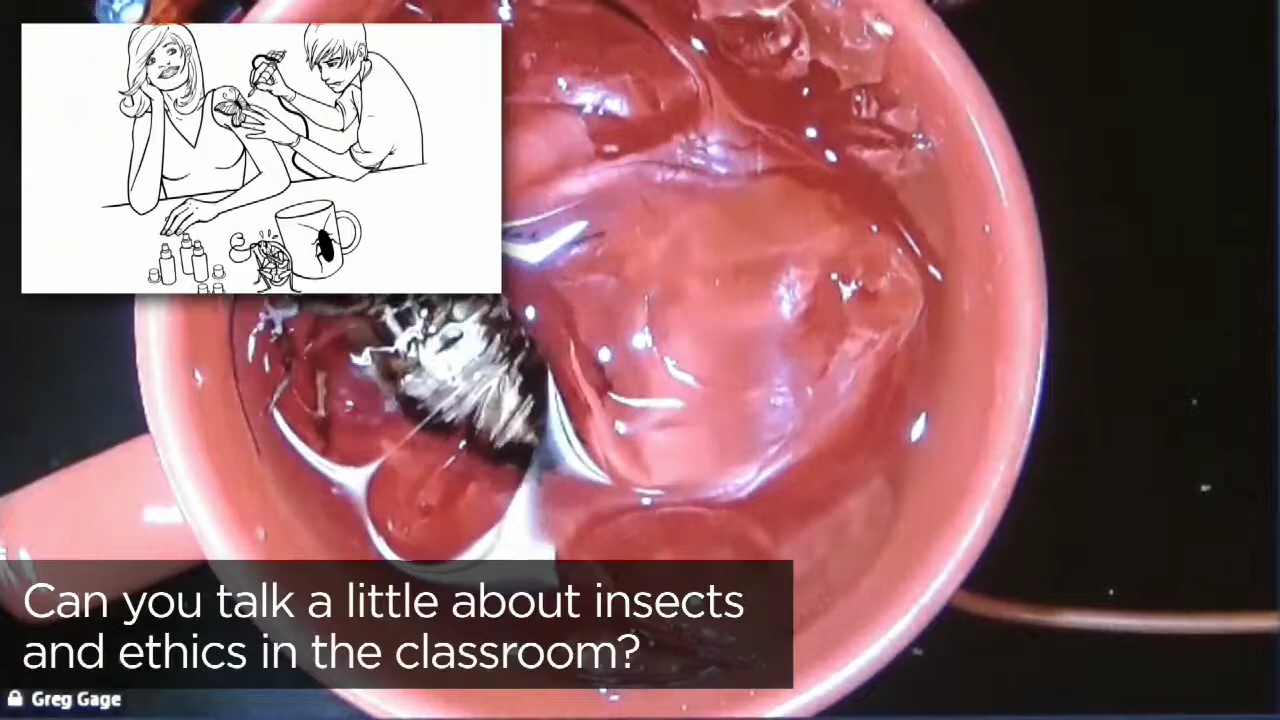 Can you talk a little about insects
and ethics in the classroom?
Greg Gage